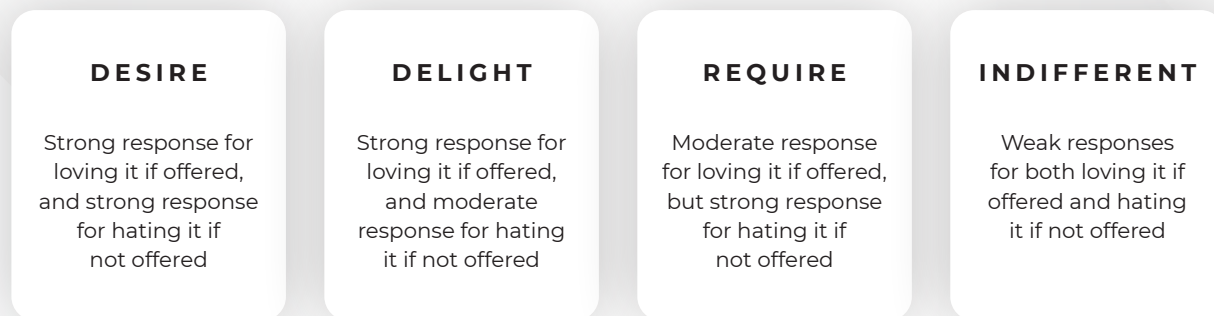 DESIRE
Strong response for
loving it if offered,
and strong response
for hating it if
not offered
DELIGHT
Strong response for
loving it if offered,
and moderate
response for hating
it if not offered
REQUIRE
Moderate response
for loving it if offered,
but strong response
for hating it if
not offered
INDIFFERENT
Weak responses
for both loving it if
offered and hating
it if not offered